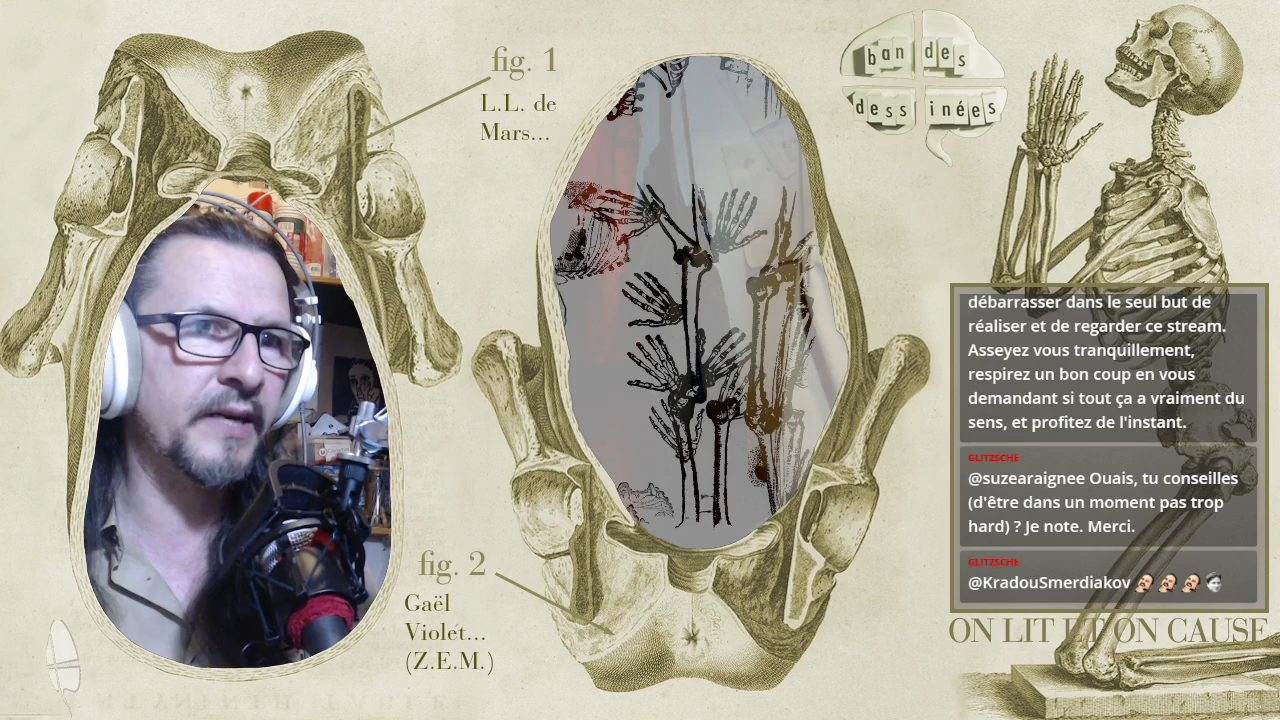 fig. 1
L.L. de
Mars...
ban des
dess inées
débarrasser dans le seul but de
réaliser et de regarder ce stream.
Asseyez vous tranquillement,
respirez un bon coup en vous
demandant si tout ça a vraiment du
sens, et profitez de l'instant.
GLITZSCHE
@suzearaignee Ouais, tu conseilles
(d'être dans un moment pas trop
hard) ? Je note. Merci.
GLITZSCHE
@KradouSmerdiakov
fig. 2
Gaël
Violet...
(Z.E.M.)
ON LIT ET ON CAUSE